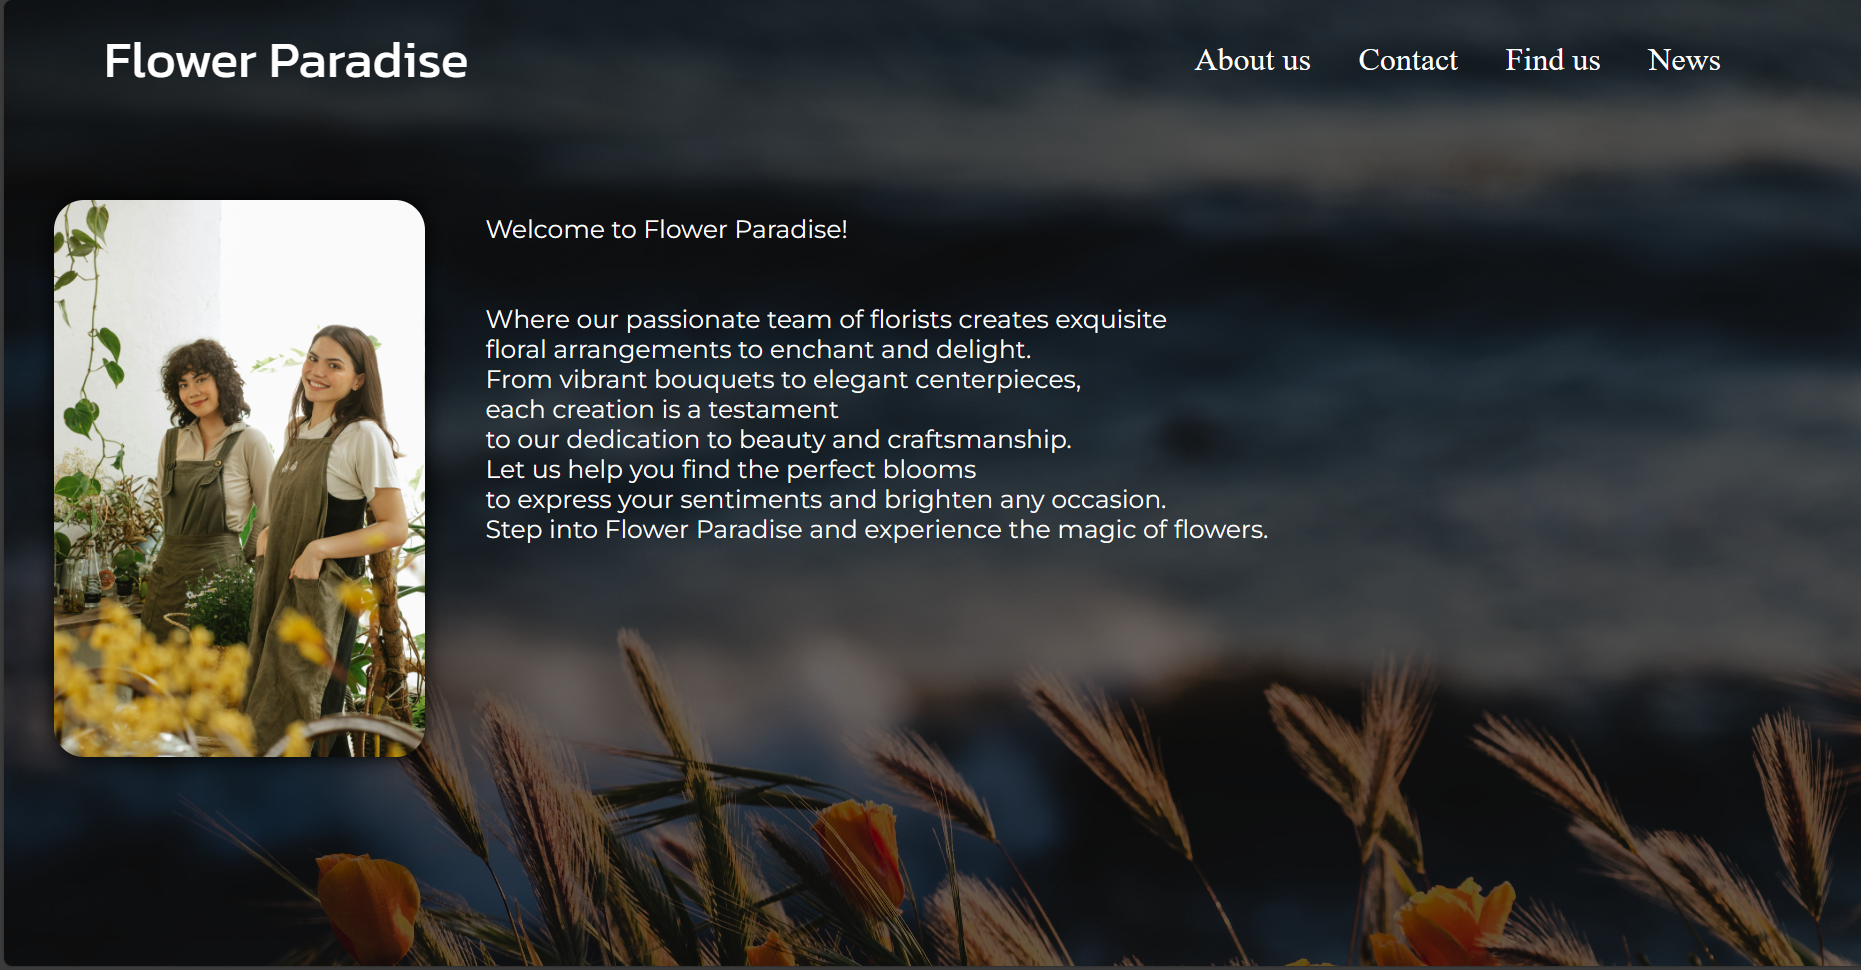 Flower Paradise
About us Contact Find us News
Welcome to Flower Paradise!
Where our passionate team of florists creates exquisite
floral arrangements to enchant and delight.
From vibrant bouquets to elegant centerpieces,
each creation is a testament
to our dedication to beauty and craftsmanship.
Let us help you find the perfect blooms
to express your sentiments and brighten any occasion.
Step into Flower Paradise and experience the magic of flowers.